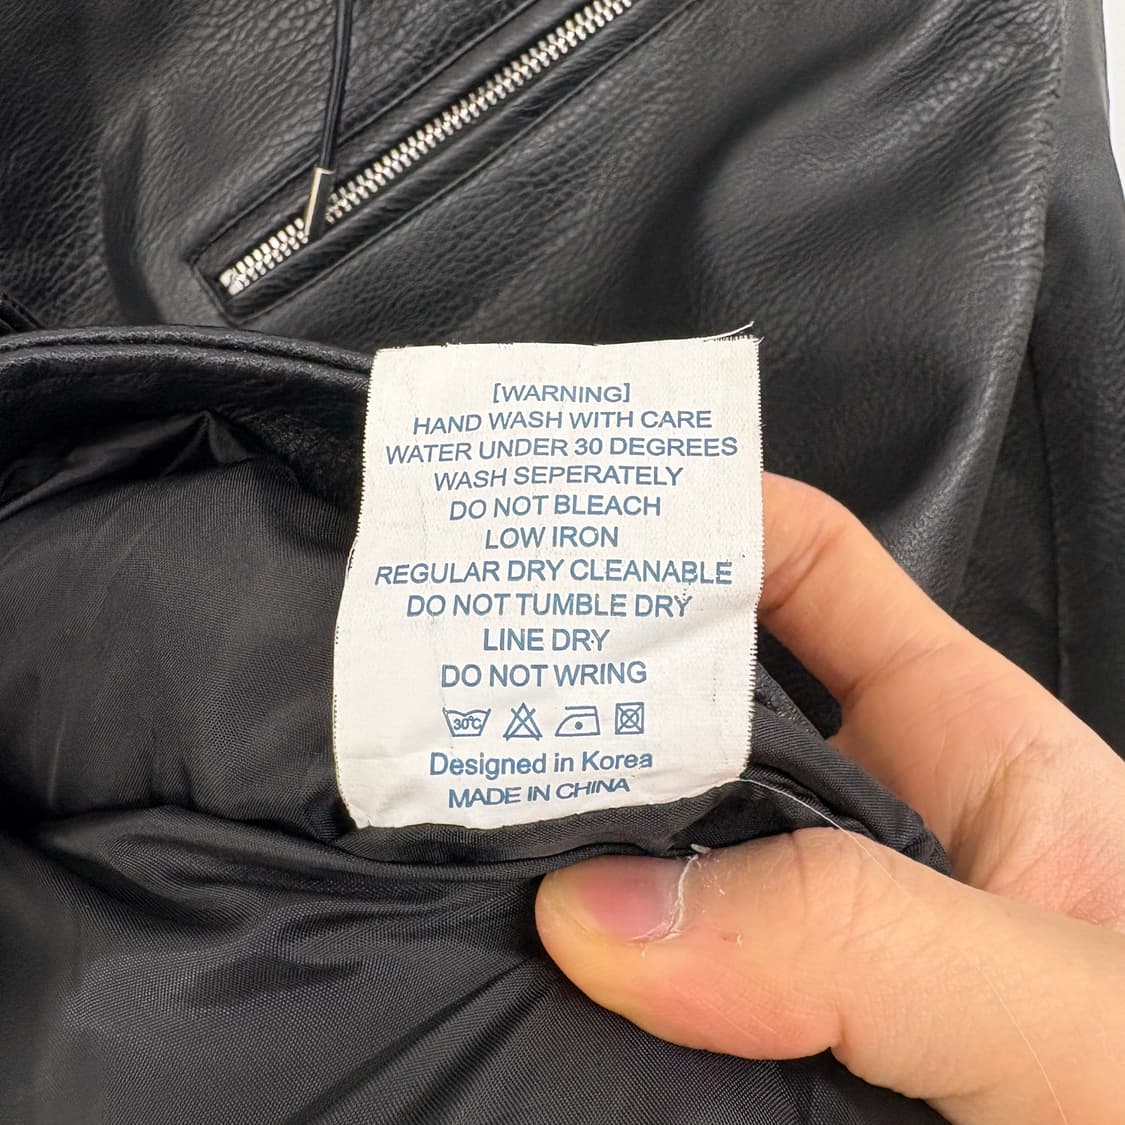 [WARNING]
HAND WASH WITH CARE
WATER UNDER 30 DEGREES
WASH SEPERATELY
DO NOT BLEACH
LOW IRON
REGULAR DRY CLEANABLE
DO NOT TUMBLE DRY
LINE DRY
DO NOT WRING
30℃
Designed in Korea
MADE IN CHINA